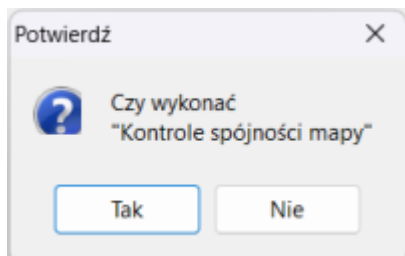 Potwierdź
Czy wykonać
"Kontrole spójności mapy"
Tak
Nie